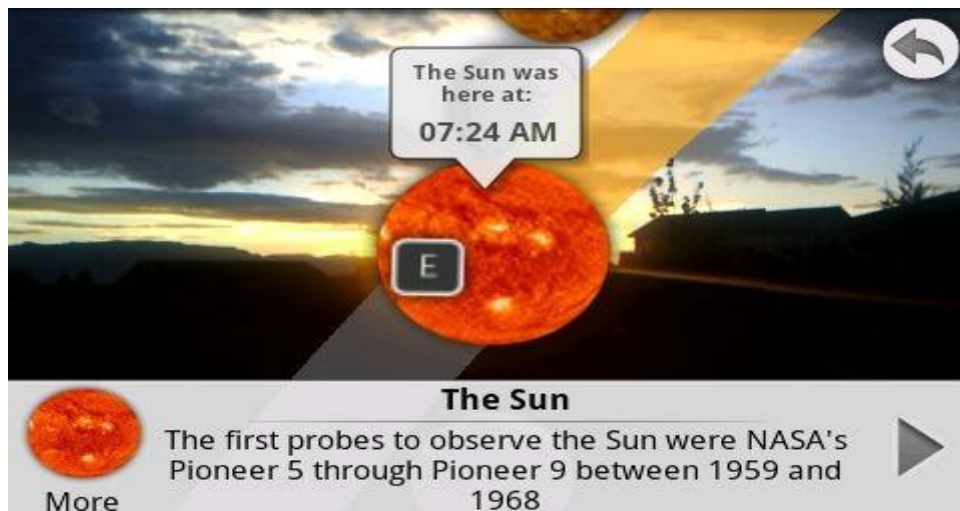 The Sun was
here at:
07:24 AM
E
The Sun
The first probes to observe the Sun were NASA's
Pioneer 5 through Pioneer 9 between 1959 and
1968
More